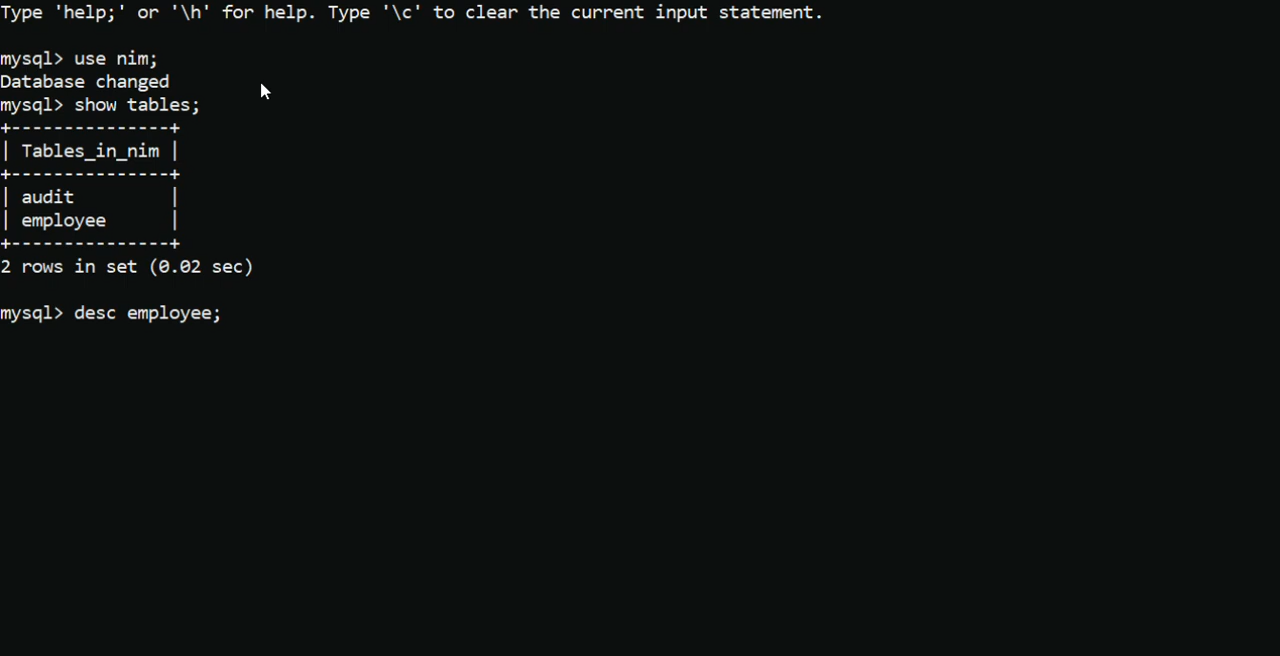 Type 'help;' or '\h' for help. Type '\c' to clear the current input statement.
mysql> use nim;
Database changed
mysql> show tables;
+---------------+
| Tables_in_nim |
+---------------+
| audit         |
| employee      |
+---------------+
2 rows in set (0.02 sec)
mysql> desc employee;